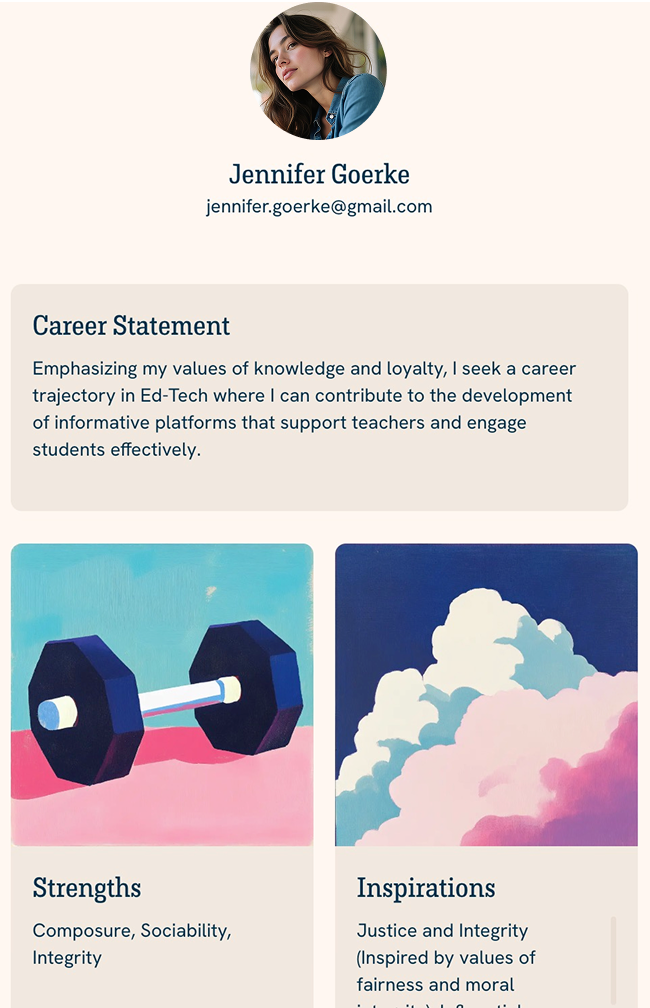 Jennifer Goerke
jennifer.goerke@gmail.com
Career Statement
Emphasizing my values of knowledge and loyalty, I seek a career
trajectory in Ed-Tech where I can contribute to the development
of informative platforms that support teachers and engage
students effectively.
Strengths
Composure, Sociability,
Integrity
Inspirations
Justice and Integrity
(Inspired by values of
fairness and moral